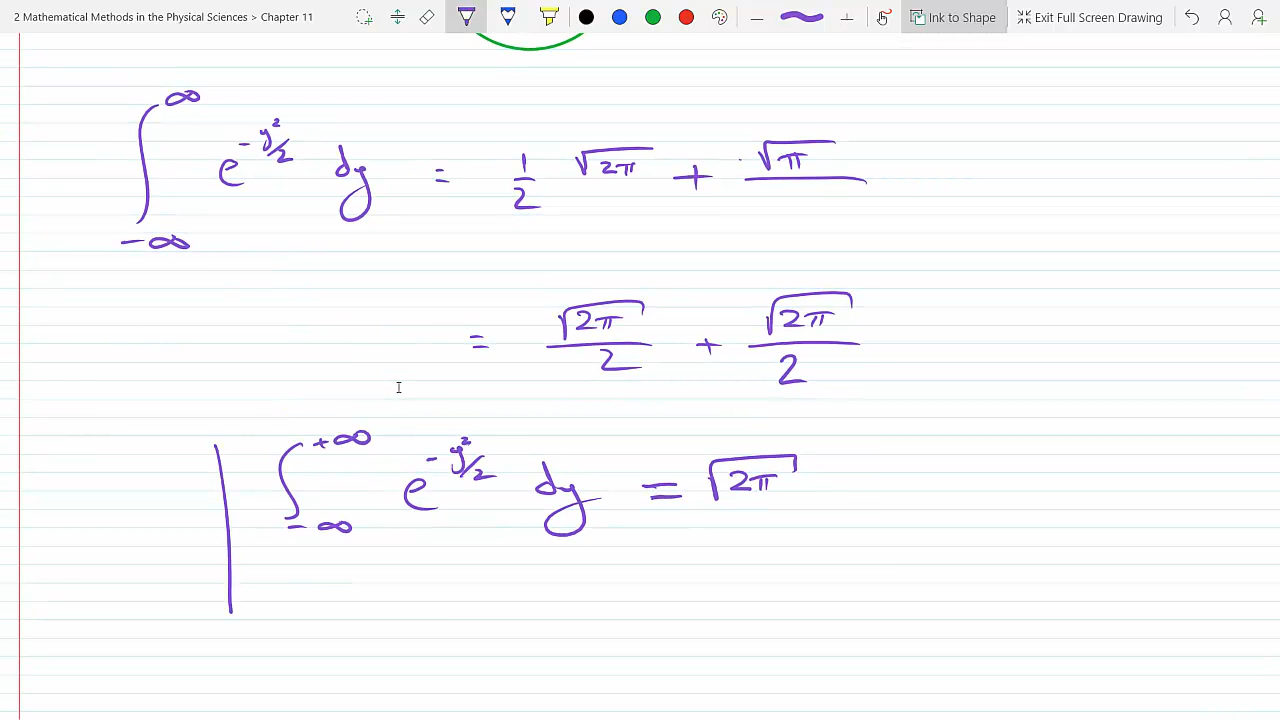 2 Mathematical Methods in the Physical Sciences > Chapter 11 Ink to Shape Exit Full Screen Drawing
∫_{-∞}^{∞} e^{-y²/2} dy = 1/2 √2π + √π/
= √2π/2 + √2π/2
∫_{-∞}^{+∞} e^{-y²/2} dy = √2π